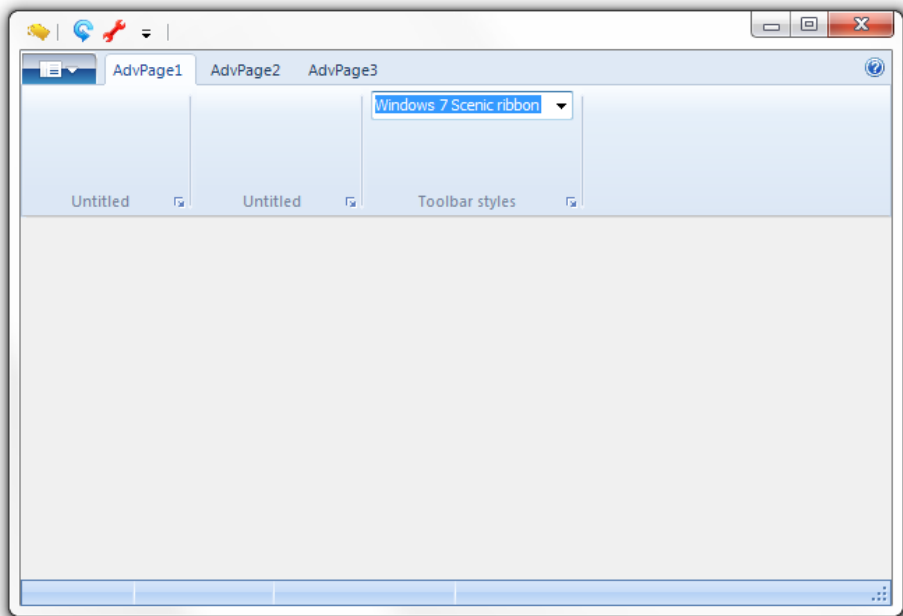 AdvPage1 AdvPage2 AdvPage3
Windows 7 Scenic ribbon
Untitled Untitled Toolbar styles